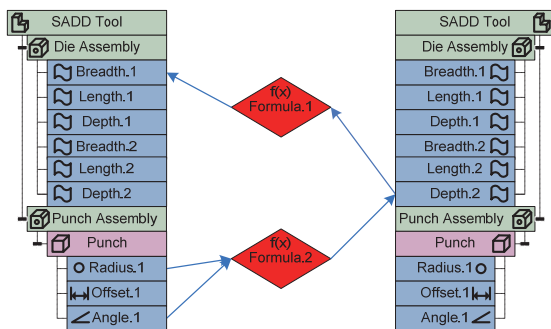 SADD Tool
Die Assembly
Breadth.1
Length.1
Depth.1
Breadth.2
Length.2
Depth.2
Punch Assembly
Punch
Radius.1
Offset.1
Angle.1
f(x)
Formula.1
f(x)
Formula.2
SADD Tool
Die Assembly
Breadth.1
Length.1
Depth.1
Breadth.2
Length.2
Depth.2
Punch Assembly
Punch
Radius.1
Offset.1
Angle.1